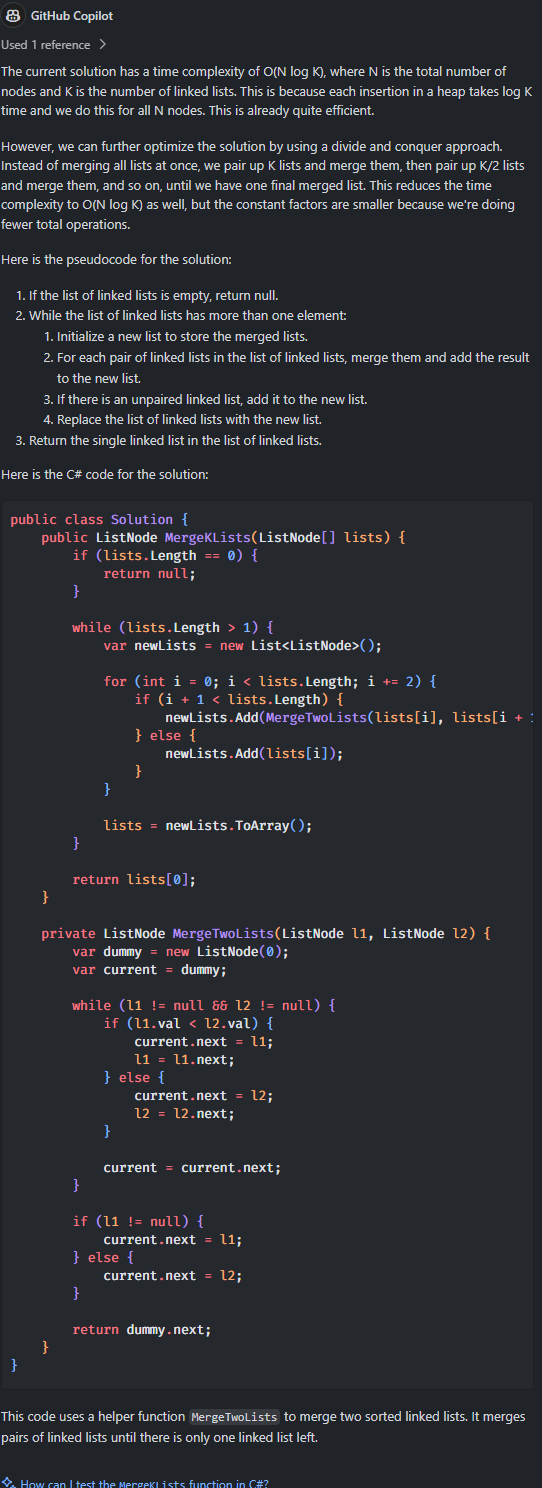 GitHub Copilot
Used 1 reference
The current solution has a time complexity of O(N log K), where N is the total number of
nodes and K is the number of linked lists. This is because each insertion in a heap takes log K
time and we do this for all N nodes. This is already quite efficient.
However, we can further optimize the solution by using a divide and conquer approach.
Instead of merging all lists at once, we pair up K lists and merge them, then pair up K/2 lists
and merge them, and so on, until we have one final merged list. This reduces the time
complexity to O(N log K) as well, but the constant factors are smaller because we're doing
fewer total operations.
Here is the pseudocode for the solution:
1. If the list of linked lists is empty, return null.
2. While the list of linked lists has more than one element:
1. Initialize a new list to store the merged lists.
2. For each pair of linked lists in the list of linked lists, merge them and add the result
to the new list.
3. If there is an unpaired linked list, add it to the new list.
4. Replace the list of linked lists with the new list.
3. Return the single linked list in the list of linked lists.
Here is the C# code for the solution:
public class Solution {
    public ListNode MergeKLists(ListNode[] lists) {
        if (lists.Length == 0) {
            return null;
        }
        while (lists.Length > 1) {
            var newLists = new List<ListNode>();
            for (int i = 0; i < lists.Length; i += 2) {
                if (i + 1 < lists.Length) {
                    newLists.Add(MergeTwoLists(lists[i], lists[i +
                } else {
                    newLists.Add(lists[i]);
                }
            }
            lists = newLists.ToArray();
        }
        return lists[0];
    }
    private ListNode MergeTwoLists(ListNode l1, ListNode l2) {
        var dummy = new ListNode(0);
        var current = dummy;
        while (l1 != null && l2 != null) {
            if (l1.val < l2.val) {
                current.next = l1;
                l1 = l1.next;
            } else {
                current.next = l2;
                l2 = l2.next;
            }
            current = current.next;
        }
        if (l1 != null) {
            current.next = l1;
        } else {
            current.next = l2;
        }
        return dummy.next;
    }
}
This code uses a helper function MergeTwoLists to merge two sorted linked lists. It merges
pairs of linked lists until there is only one linked list left.
How can I test the MergeKLists function in C#?